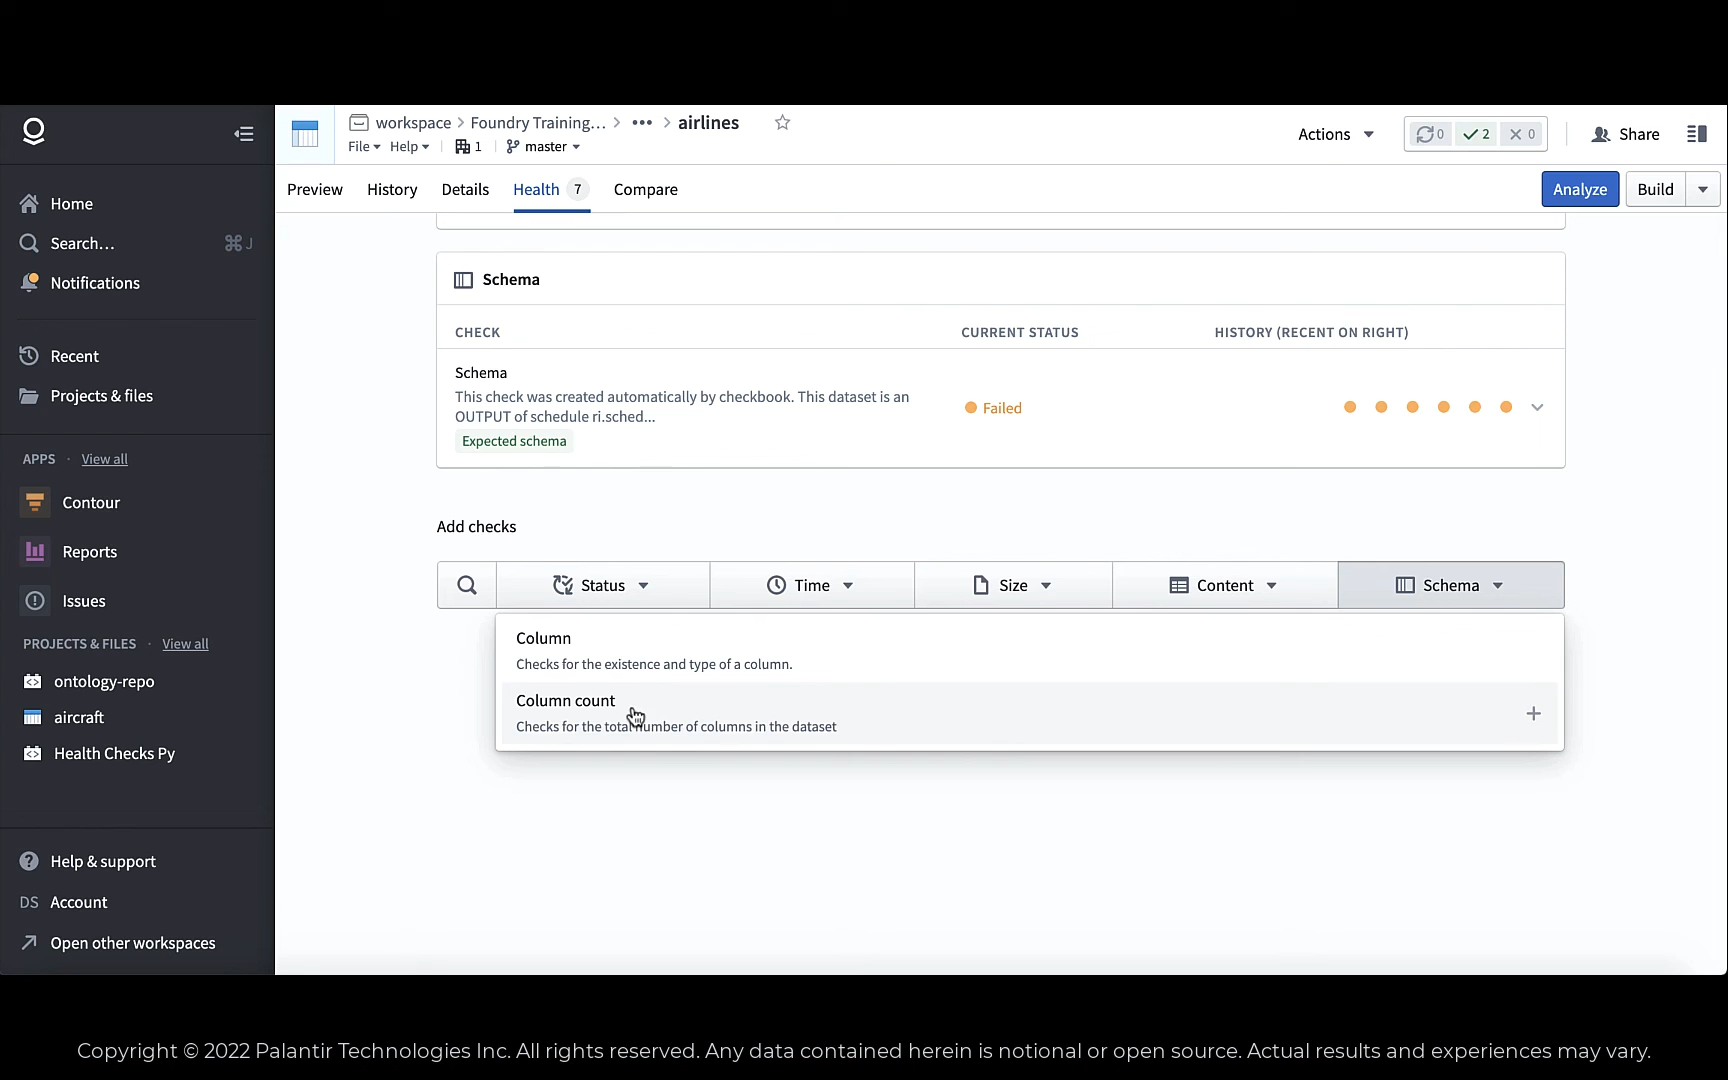 workspace > Foundry Training... > ••• > airlines
File Help 1 master
Actions
0 2 0
Share
Preview History Details Health 7 Compare
Analyze Build
Home
Search... ⌘ J
Notifications
Recent
Projects & files
APPS · View all
Contour
Reports
Issues
PROJECTS & FILES · View all
ontology-repo
aircraft
Health Checks Py
Help & support
DS Account
Open other workspaces
Schema
CHECK CURRENT STATUS HISTORY (RECENT ON RIGHT)
Schema
This check was created automatically by checkbook. This dataset is an
OUTPUT of schedule ri.sched...
Expected schema
Failed
Add checks
Status Time Size Content Schema
Column
Checks for the existence and type of a column.
Column count
Checks for the total number of columns in the dataset
Copyright © 2022 Palantir Technologies Inc. All rights reserved. Any data contained herein is notional or open source. Actual results and experiences may vary.